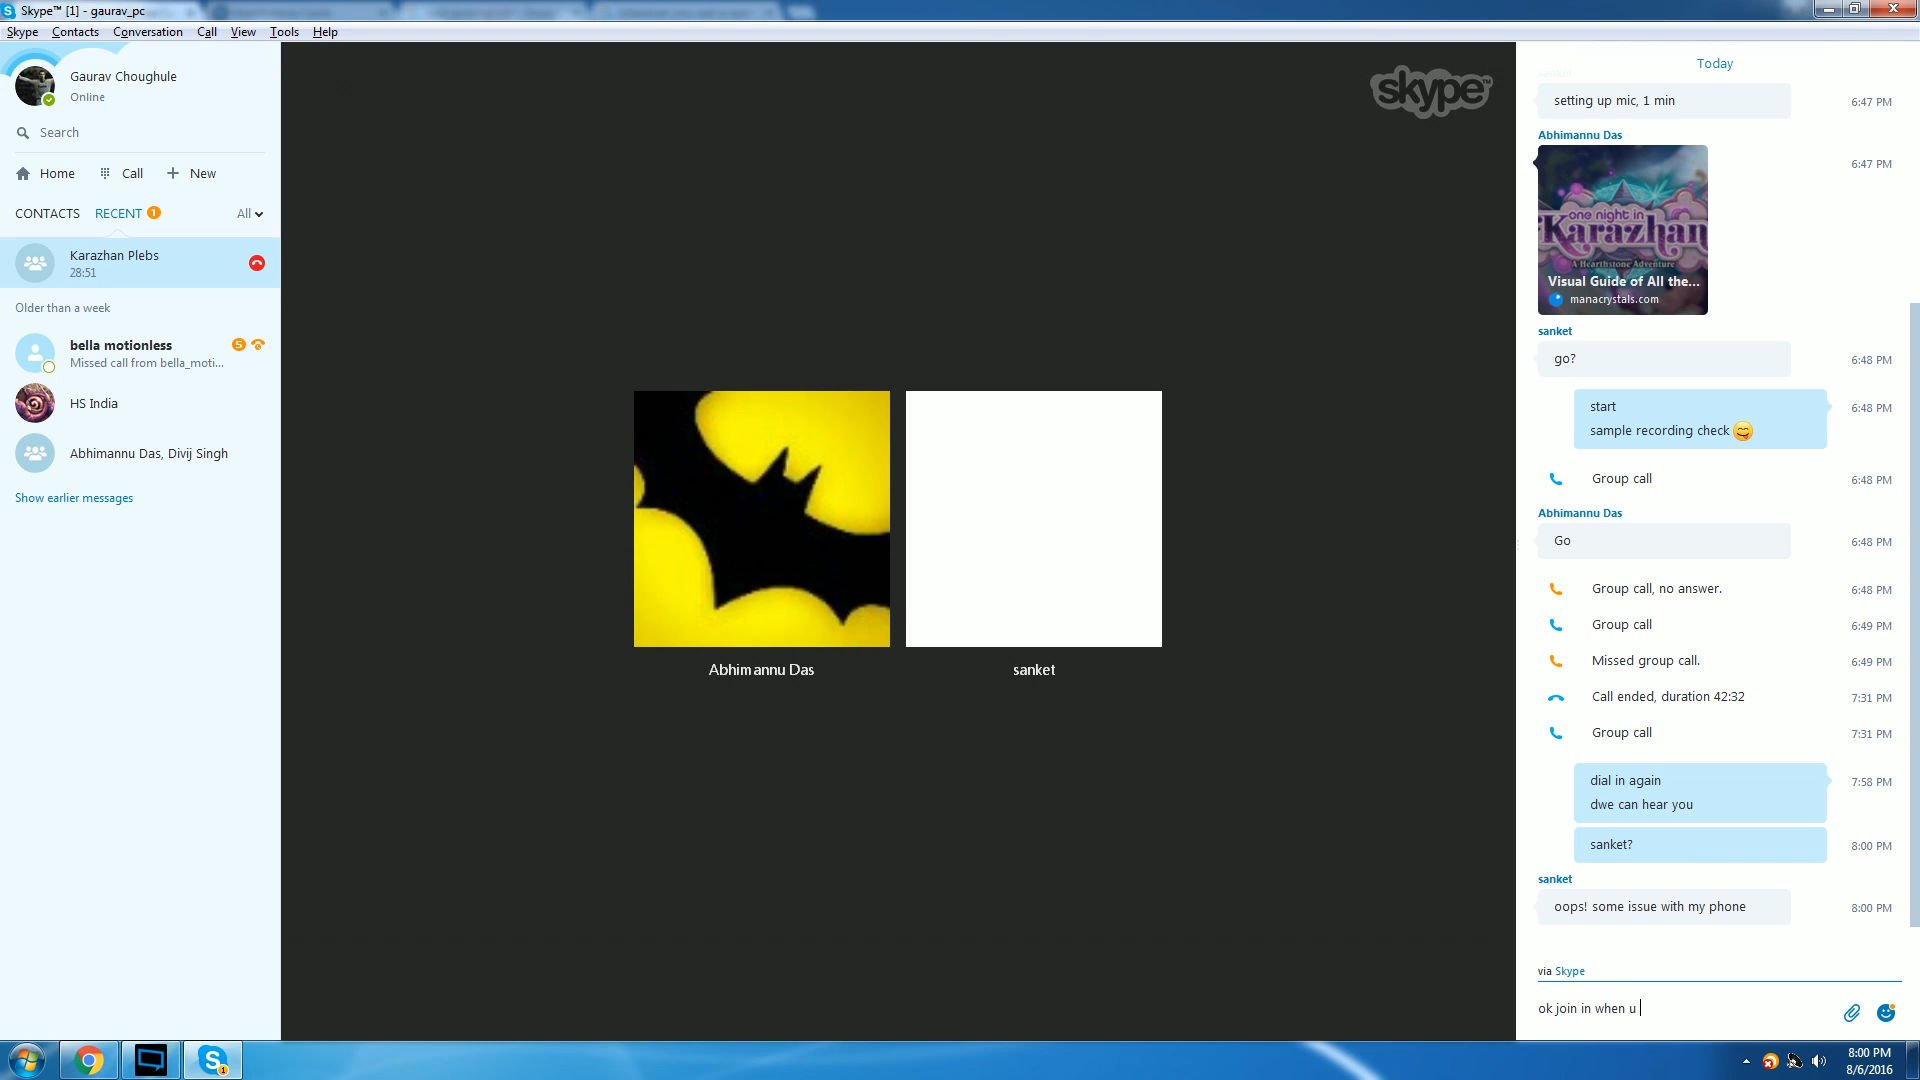 Skype™ [1] - gaurav_pc
Skype Contacts Conversation Call View Tools Help
Gaurav Choughule
Online
Search
Home Call New
CONTACTS RECENT 1 All
Karazhan Plebs
28:51
Older than a week
bella motionless 5
Missed call from bella_moti...
HS India
Abhimannu Das, Divij Singh
Show earlier messages
skype™
Abhimannu Das
sanket
Today
setting up mic, 1 min 6:47 PM
Abhimannu Das
6:47 PM
one night in
Karazhan
A Hearthstone Adventure
Visual Guide of All the...
manacrystals.com
sanket
go? 6:48 PM
start 6:48 PM
sample recording check
Group call 6:48 PM
Abhimannu Das
Go 6:48 PM
Group call, no answer. 6:48 PM
Group call 6:49 PM
Missed group call. 6:49 PM
Call ended, duration 42:32 7:31 PM
Group call 7:31 PM
dial in again 7:58 PM
dwe can hear you
sanket? 8:00 PM
sanket
oops! some issue with my phone 8:00 PM
via Skype
ok join in when u
8:00 PM
8/6/2016